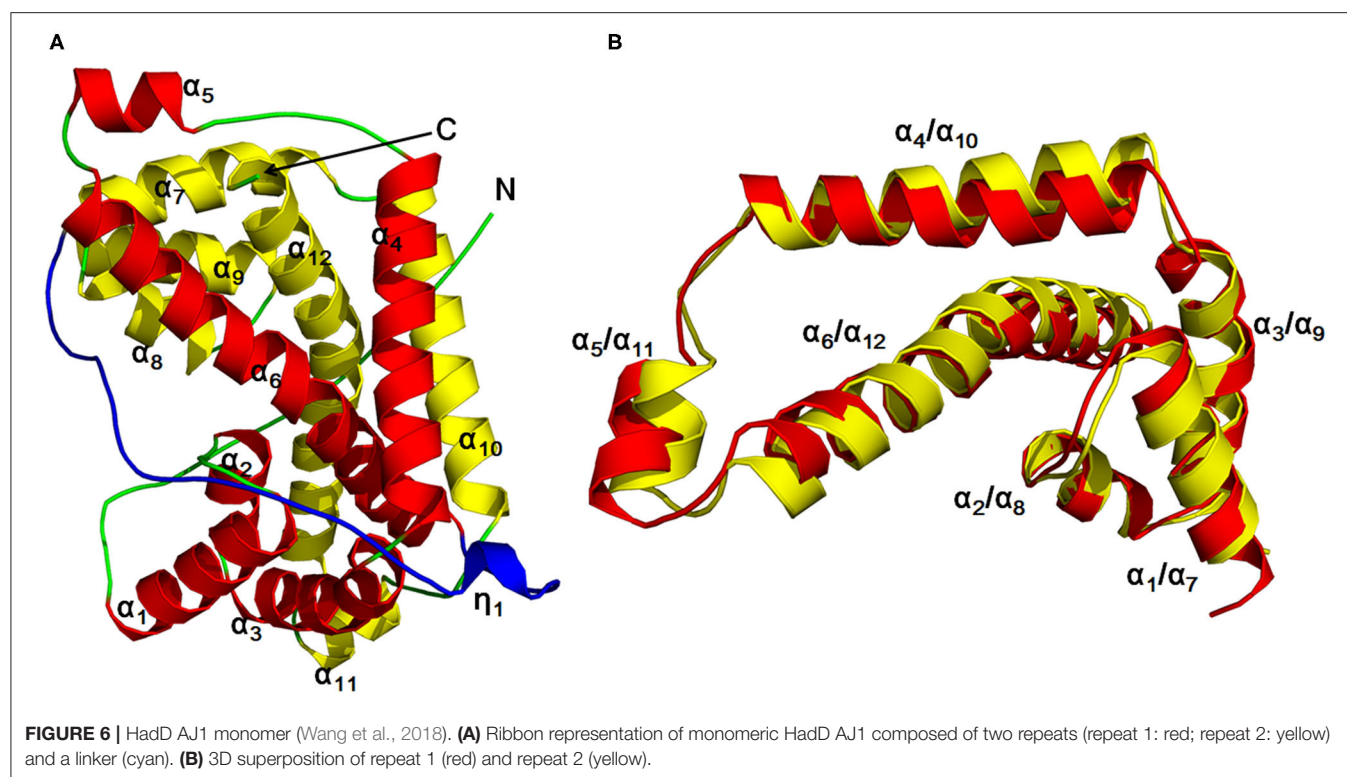 A
B
α5
C
α7
N
α4
α12
α9
α8
α6
α10
α2
α1
α3
η1
α11
α4/α10
α3/α9
α5/α11
α6/α12
α2/α8
α1/α7
FIGURE 6 | HadD AJ1 monomer (Wang et al., 2018). (A) Ribbon representation of monomeric HadD AJ1 composed of two repeats (repeat 1: red; repeat 2: yellow)
and a linker (cyan). (B) 3D superposition of repeat 1 (red) and repeat 2 (yellow).